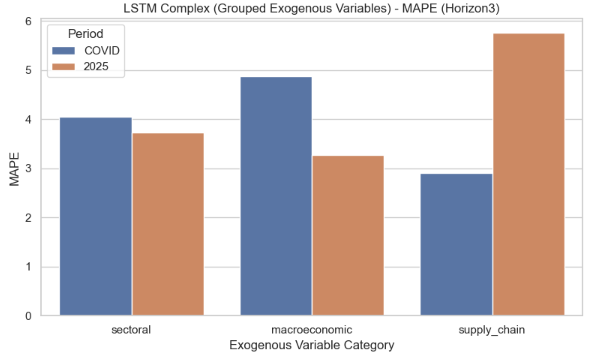 LSTM Complex (Grouped Exogenous Variables) - MAPE (Horizon3)
Period
COVID
2025
6
5
4
3
2
1
0
MAPE
sectoral macroeconomic supply_chain
Exogenous Variable Category